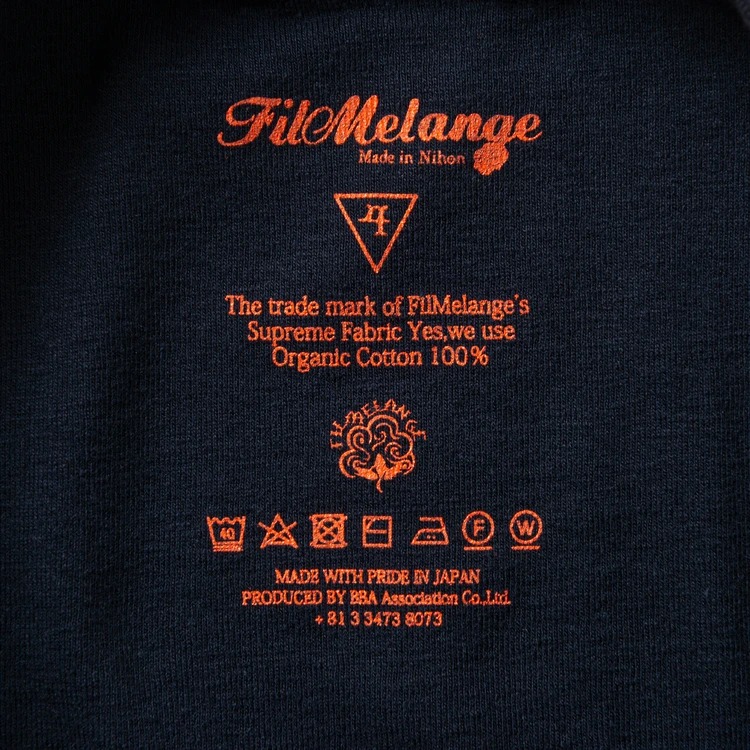 FilMelange
Made in Nihon
4
The trade mark of FilMelange's
Supreme Fabric Yes,we use
Organic Cotton 100%
FILMELANGE
40
F
W
MADE WITH PRIDE IN JAPAN
PRODUCED BY BBA Association Co.,Ltd.
+81 3 3473 8073